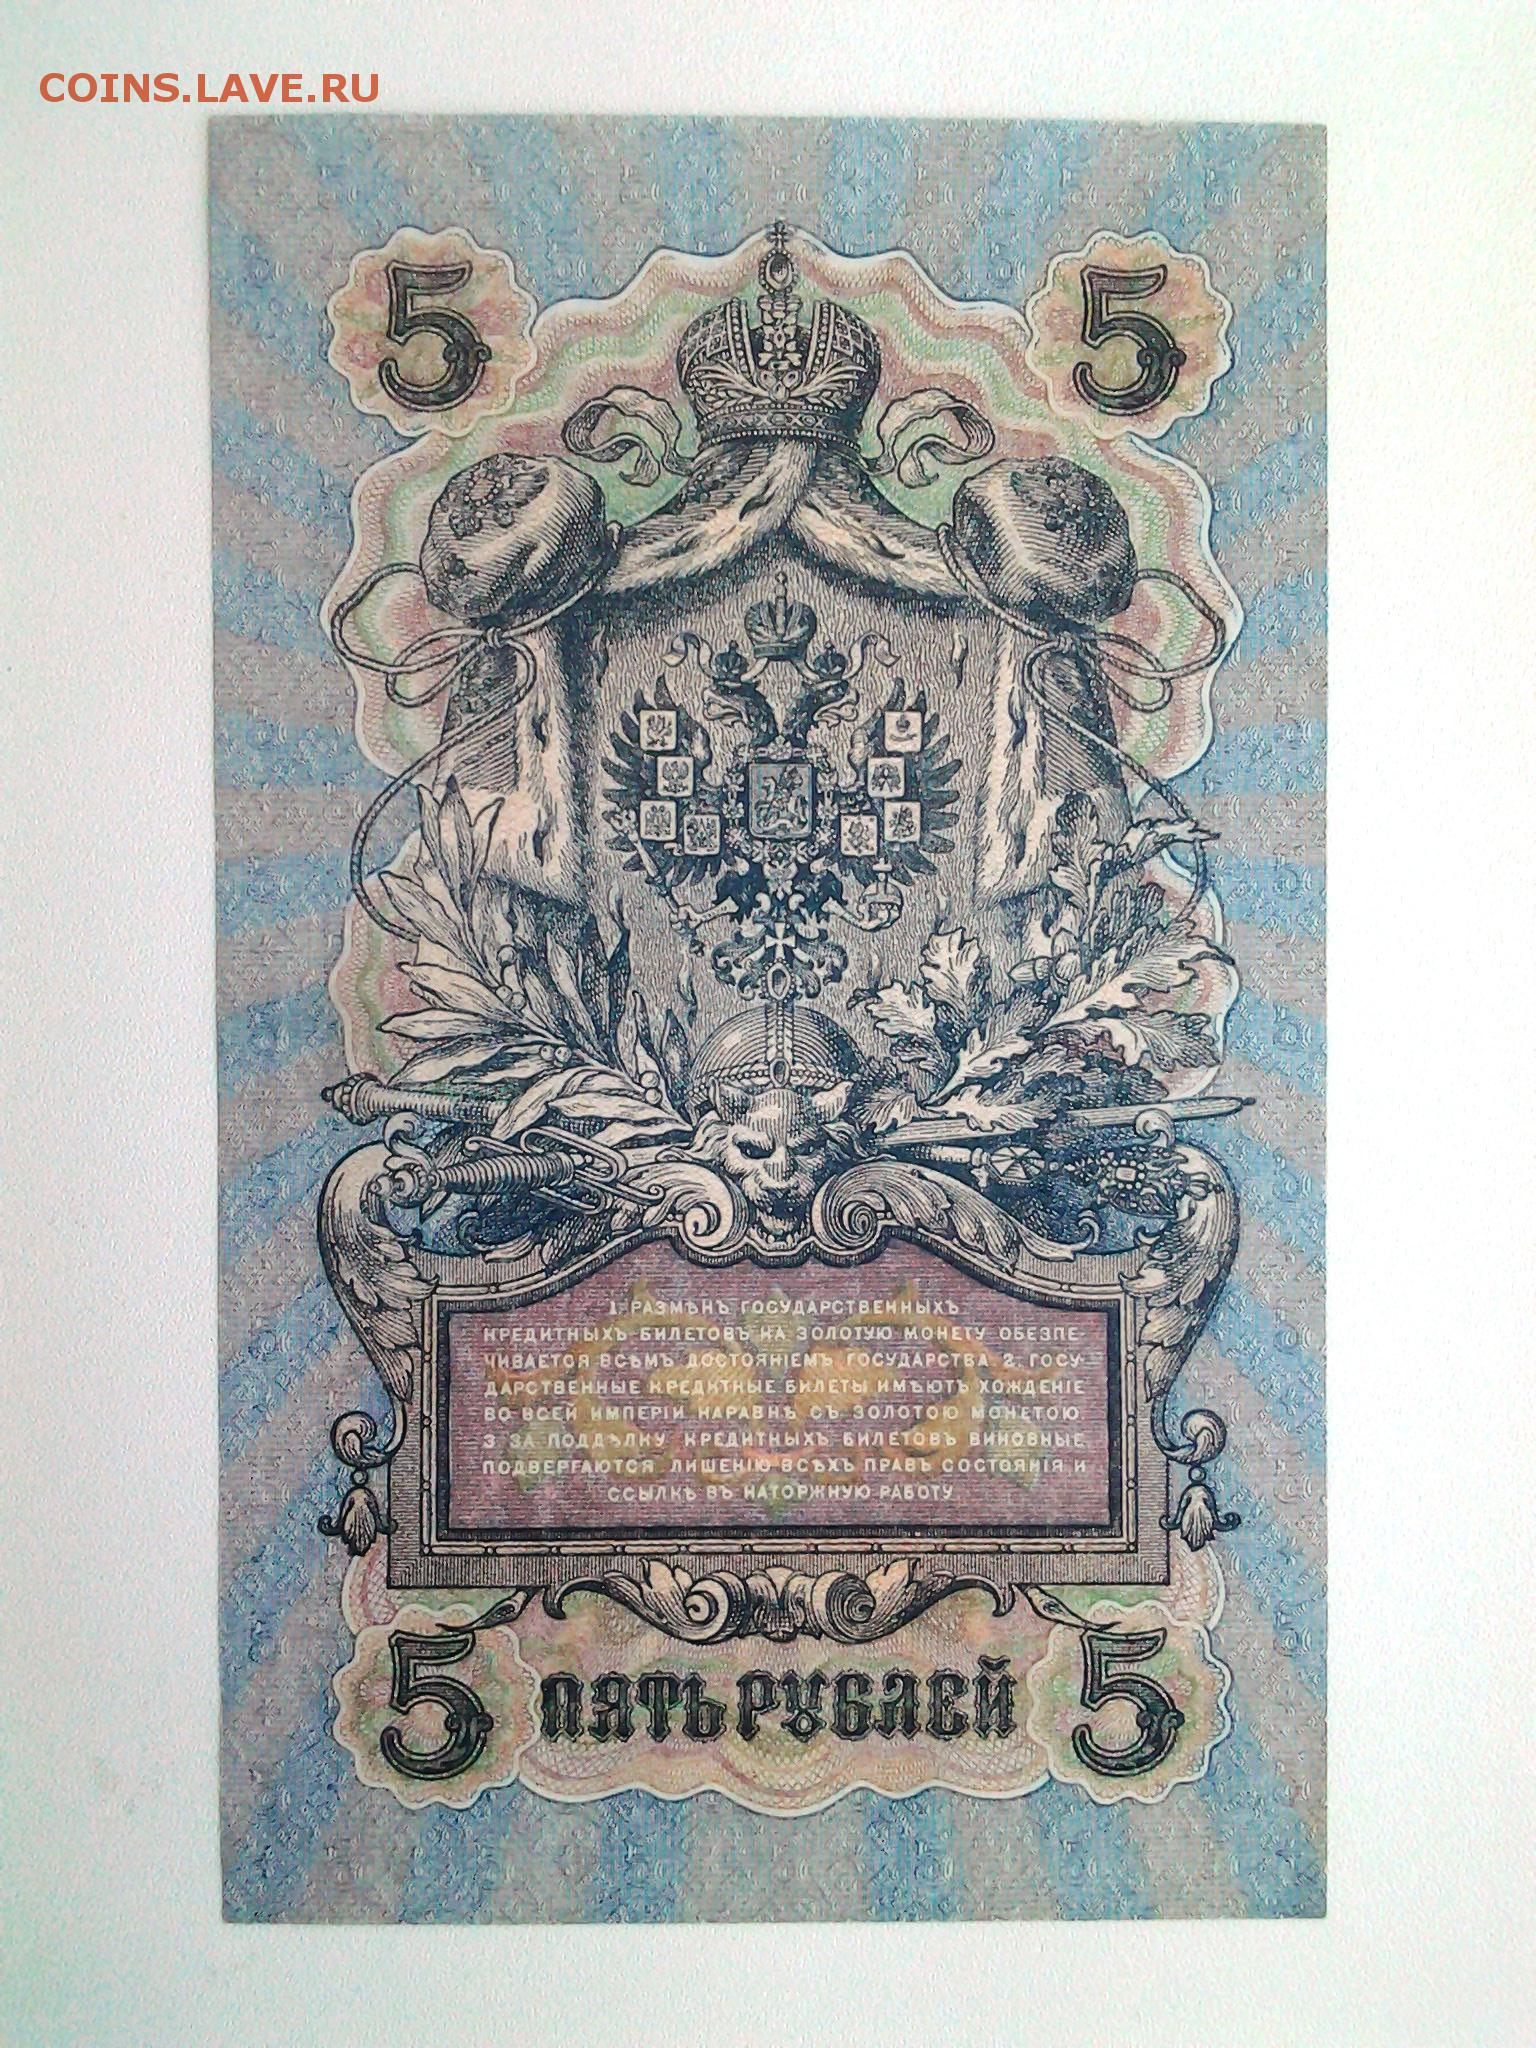 COINS.LAVE.RU
5 5
1. РАЗМѢНЪ ГОСУДАРСТВЕННЫХЪ
КРЕДИТНЫХЪ БИЛЕТОВЪ НА ЗОЛОТУЮ МОНЕТУ ОБЕЗПЕ-
ЧИВАЕТСЯ ВСѢМЪ ДОСТОЯНІЕМЪ ГОСУДАРСТВА 2. ГОСУ-
ДАРСТВЕННЫЕ КРЕДИТНЫЕ БИЛЕТЫ ИМѢЮТЪ ХОЖДЕНІЕ
ВО ВСЕЙ ИМПЕРІИ НАРАВНѢ СЪ ЗОЛОТОЮ МОНЕТОЮ
3. ЗА ПОДДѢЛКУ КРЕДИТНЫХЪ БИЛЕТОВЪ ВИНОВНЫЕ
ПОДВЕРГАЮТСЯ ЛИШЕНІЮ ВСѢХЪ ПРАВЪ СОСТОЯНІЯ И
ССЫЛКѢ ВЪ КАТОРЖНУЮ РАБОТУ
5 ПЯТЬ РУБЛЕЙ 5